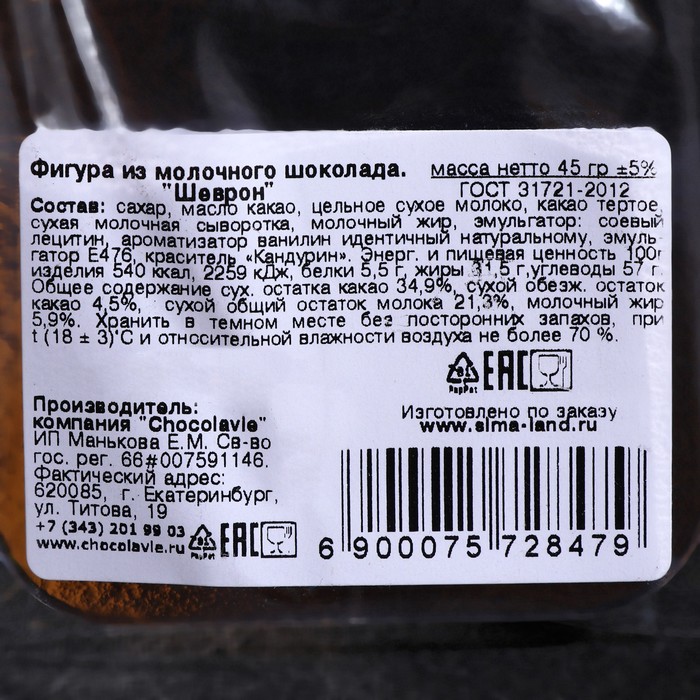 Фигура из молочного шоколада. масса нетто 45 гр ±5%
"Шеврон" ГОСТ 31721-2012
Состав: сахар, масло какао, цельное сухое молоко, какао тертое,
сухая молочная сыворотка, молочный жир, эмульгатор: соевый
лецитин, ароматизатор ванилин идентичный натуральному, эмуль-
гатор Е476, краситель «Кандурин». Энерг. и пищевая ценность 100г
изделия 540 ккал, 2259 кДж, белки 5,5 г, жиры 31,5 г,углеводы 57 г.
Общее содержание сух. остатка какао 34,9%, сухой обезж. остаток
какао 4,5%, сухой общий остаток молока 21,3%, молочный жир
5,9%. Хранить в темном месте без посторонних запахов, при
t (18 ± 3)°С и относительной влажности воздуха не более 70 %.
EAC
Изготовлено по заказу
www.sima-land.ru
Производитель:
компания "Chocolavie"
ИП Манькова Е.М. Св-во
гос. рег. 66#007591146.
Фактический адрес:
620085, г. Екатеринбург,
ул. Титова, 19
+7 (343) 201 99 03
www.chocolavie.ru
EAC
6 900075 728479